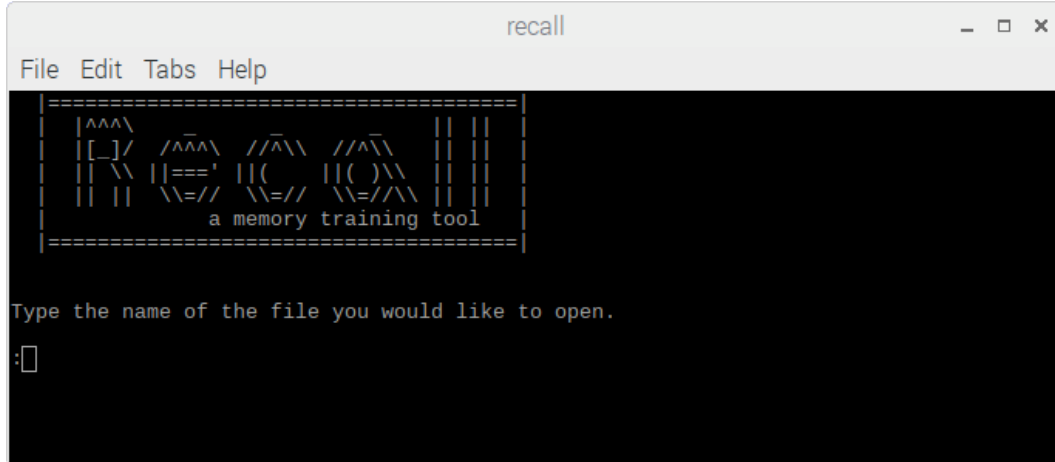 recall
File Edit Tabs Help
|======================================|
|  |^^^\    _      _       _    || ||  |
|  |[_]/  /^^^\  //^\\  //^\\   || ||  |
|  || \\ ||===' ||(    ||( )\\  || ||  |
|  || ||  \\=//  \\=//  \\=//\\ || ||  |
|             a memory training tool   |
|======================================|
Type the name of the file you would like to open.
: